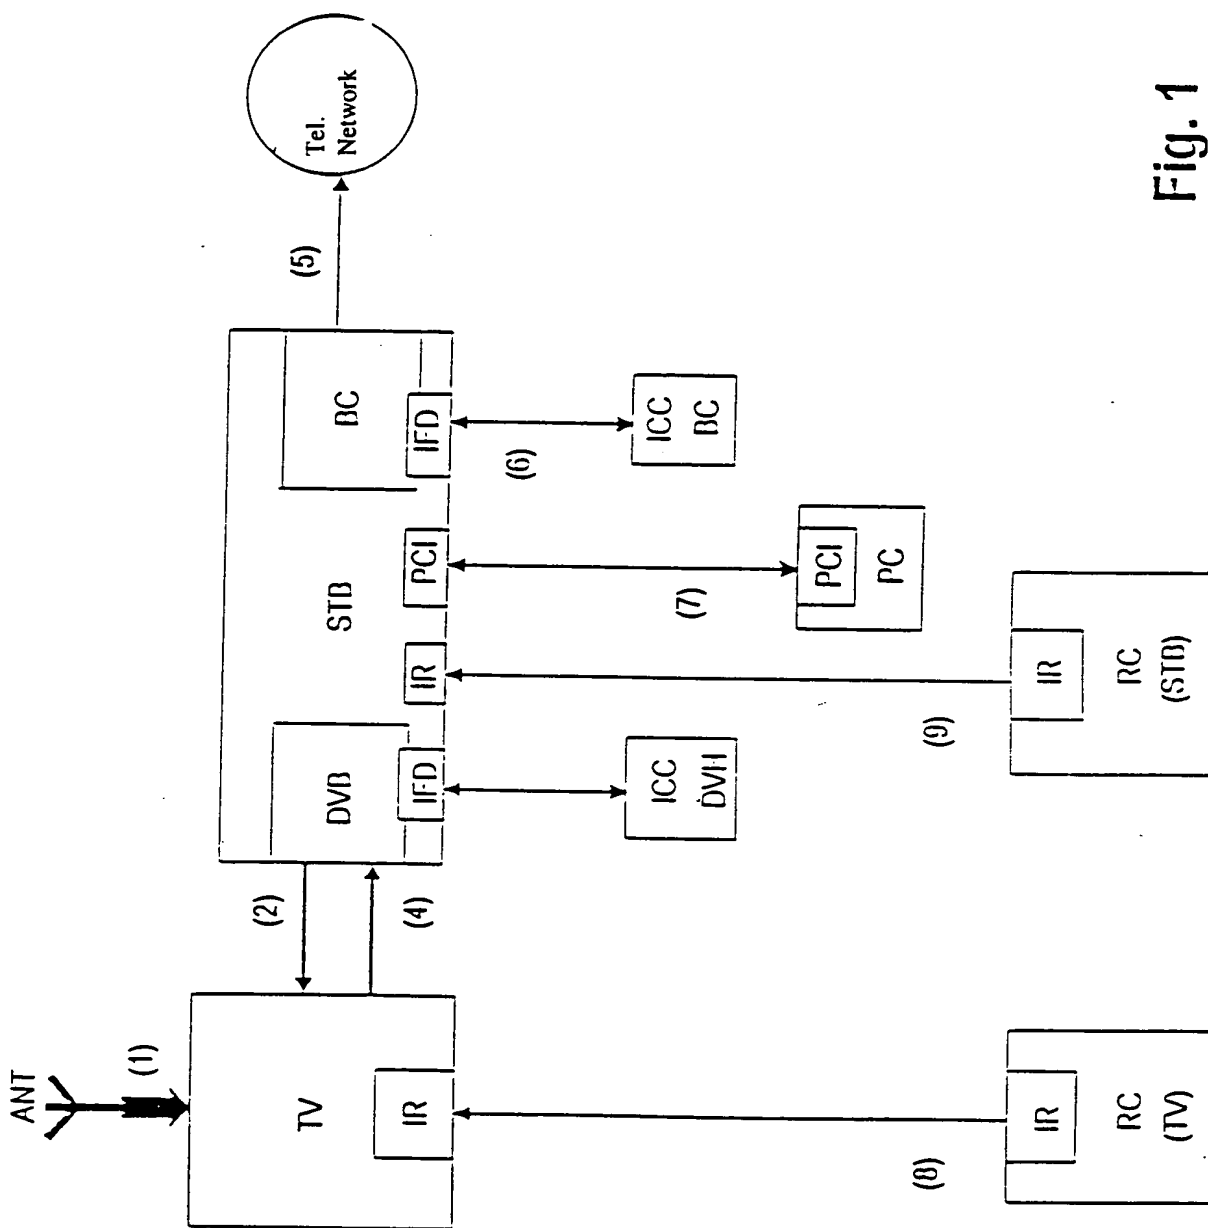 ANT
(1)
TV
IR
(2)
(4)
STB
DVB
IFD
IR
PCI
BC
IFD
(5)
Tel.
Network
(6)
ICC
BC
(7)
PCI
PC
(9)
ICC
DVH
(8)
IR
RC
(TV)
IR
RC
(STB)
Fig. 1